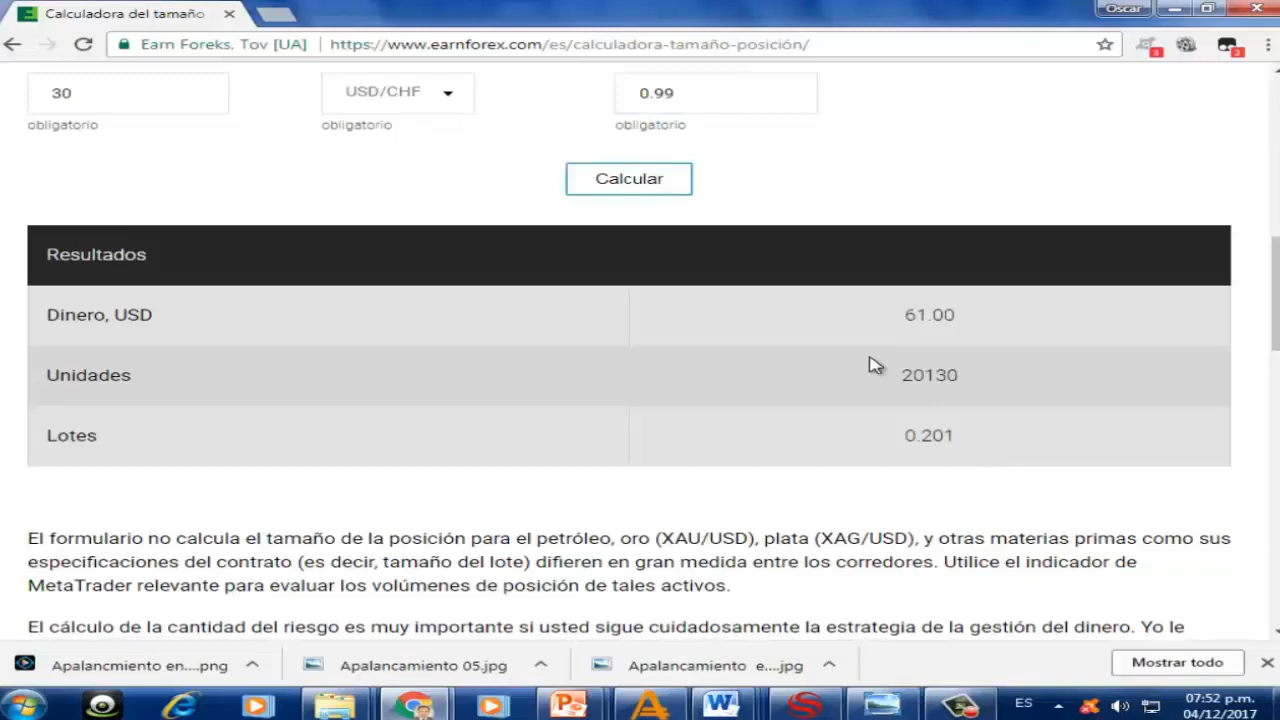 Calculadora del tamaño
Oscar
Earn Foreks, Tov [UA]
https://www.earnforex.com/es/calculadora-tamaño-posición/
3
2
30
USD/CHF
0.99
obligatorio
obligatorio
obligatorio
Calcular
Resultados
Dinero, USD
61.00
Unidades
20130
Lotes
0.201
El formulario no calcula el tamaño de la posición para el petróleo, oro (XAU/USD), plata (XAG/USD), y otras materias primas como sus
especificaciones del contrato (es decir, tamaño del lote) difieren en gran medida entre los corredores. Utilice el indicador de
MetaTrader relevante para evaluar los volúmenes de posición de tales activos.
El cálculo de la cantidad del riesgo es muy importante si usted sigue cuidadosamente la estrategia de la gestión del dinero. Yo le
Apalancmiento en....png
Apalancamiento 05.jpg
Apalancamiento e....jpg
Mostrar todo
ES
07:52 p.m.
04/12/2017